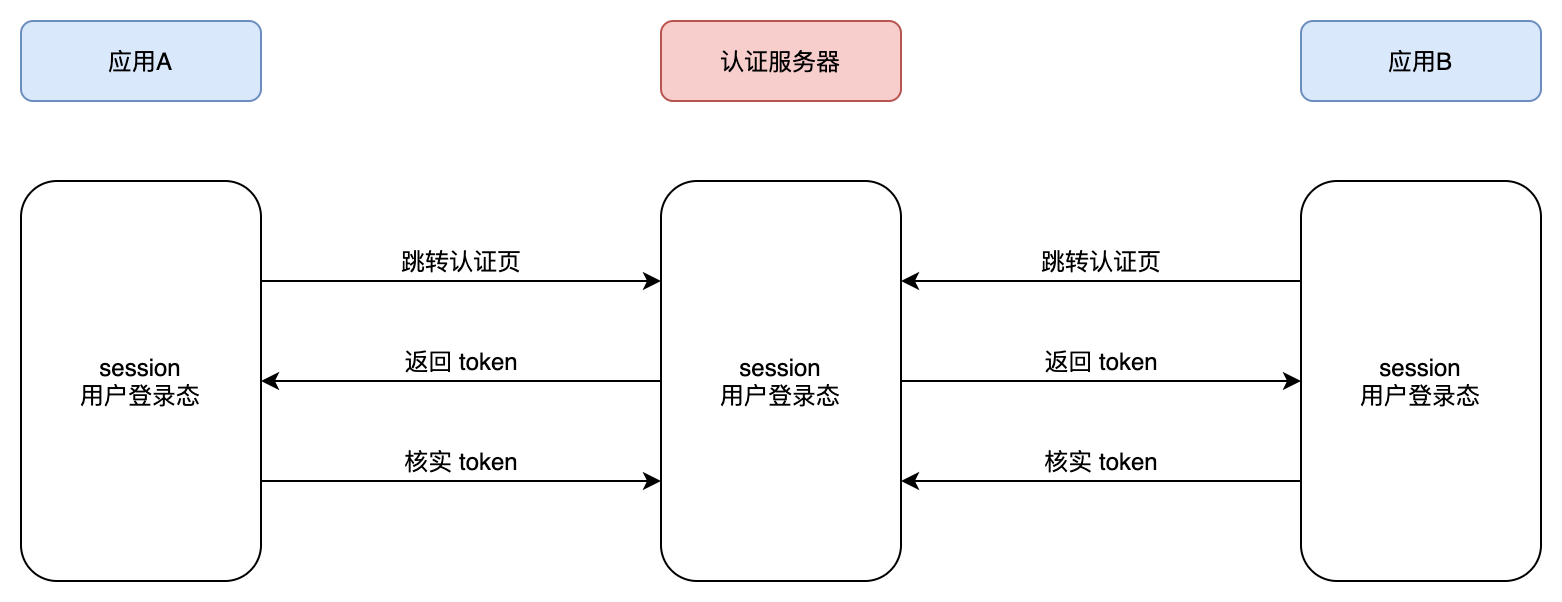 应用A
认证服务器
应用B
跳转认证页
跳转认证页
返回 token
返回 token
session
用户登录态
session
用户登录态
session
用户登录态
核实 token
核实 token